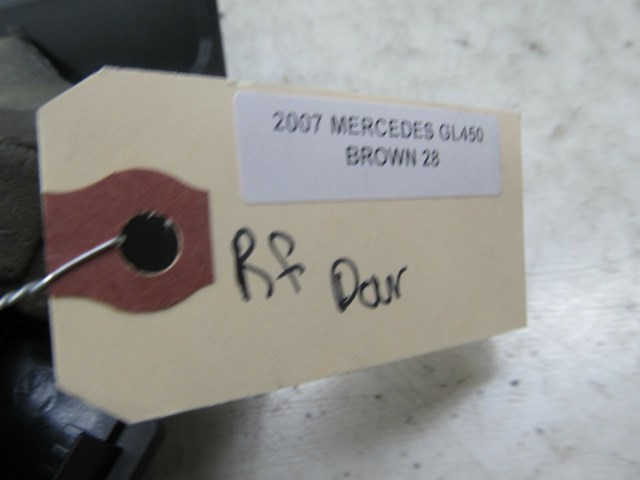 2007 MERCEDES GL450
BROWN 28
Rf Door